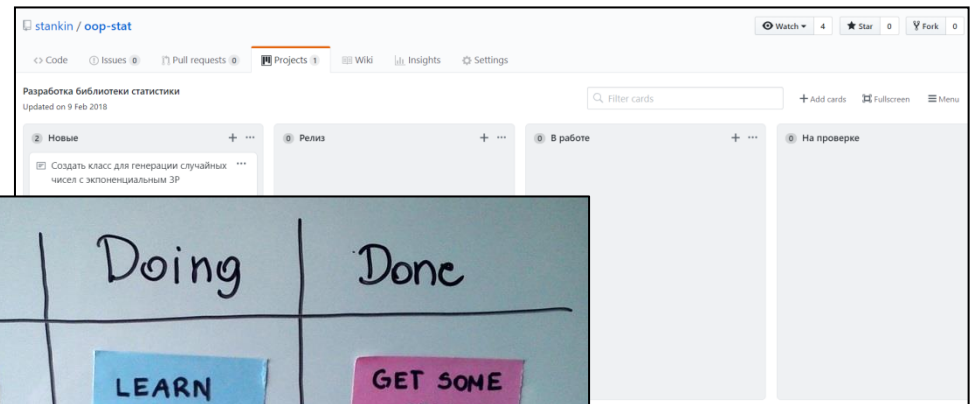 stankin / oop-stat
Watch 4 Star 0 Fork 0
Code Issues 0 Pull requests 0 Projects 1 Wiki Insights Settings
Разработка библиотеки статистики
Updated on 9 Feb 2018
Filter cards
Add cards Fullscreen Menu
2 Новые
0 Релиз
0 В работе
0 На проверке
Создать класс для генерации случайных
чисел с экпоненциальным ЗР
Doing Done
LEARN
GET SOME